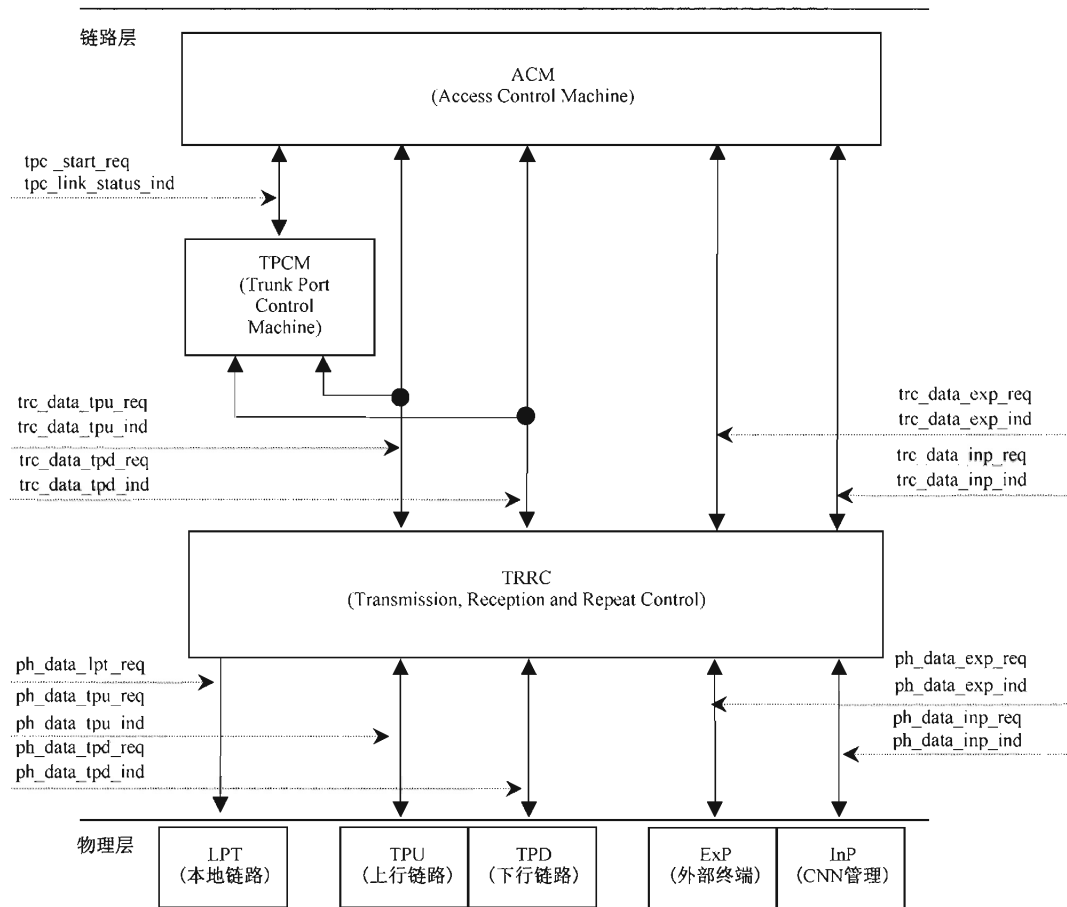 链路层
ACM
(Access Control Machine)
tpc _start_req
tpc_link_status_ind
TPCM
(Trunk Port
Control
Machine)
trc_data_tpu_req
trc_data_tpu_ind
trc_data_tpd_req
trc_data_tpd_ind
trc_data_exp_req
trc_data_exp_ind
trc_data_inp_req
trc_data_inp_ind
TRRC
(Transmission, Reception and Repeat Control)
ph_data_lpt_req
ph_data_tpu_req
ph_data_tpu_ind
ph_data_tpd_req
ph_data_tpd_ind
ph_data_exp_req
ph_data_exp_ind
ph_data_inp_req
ph_data_inp_ind
物理层
LPT
(本地链路)
TPU
(上行链路)
TPD
(下行链路)
ExP
(外部终端)
InP
(CNN管理)